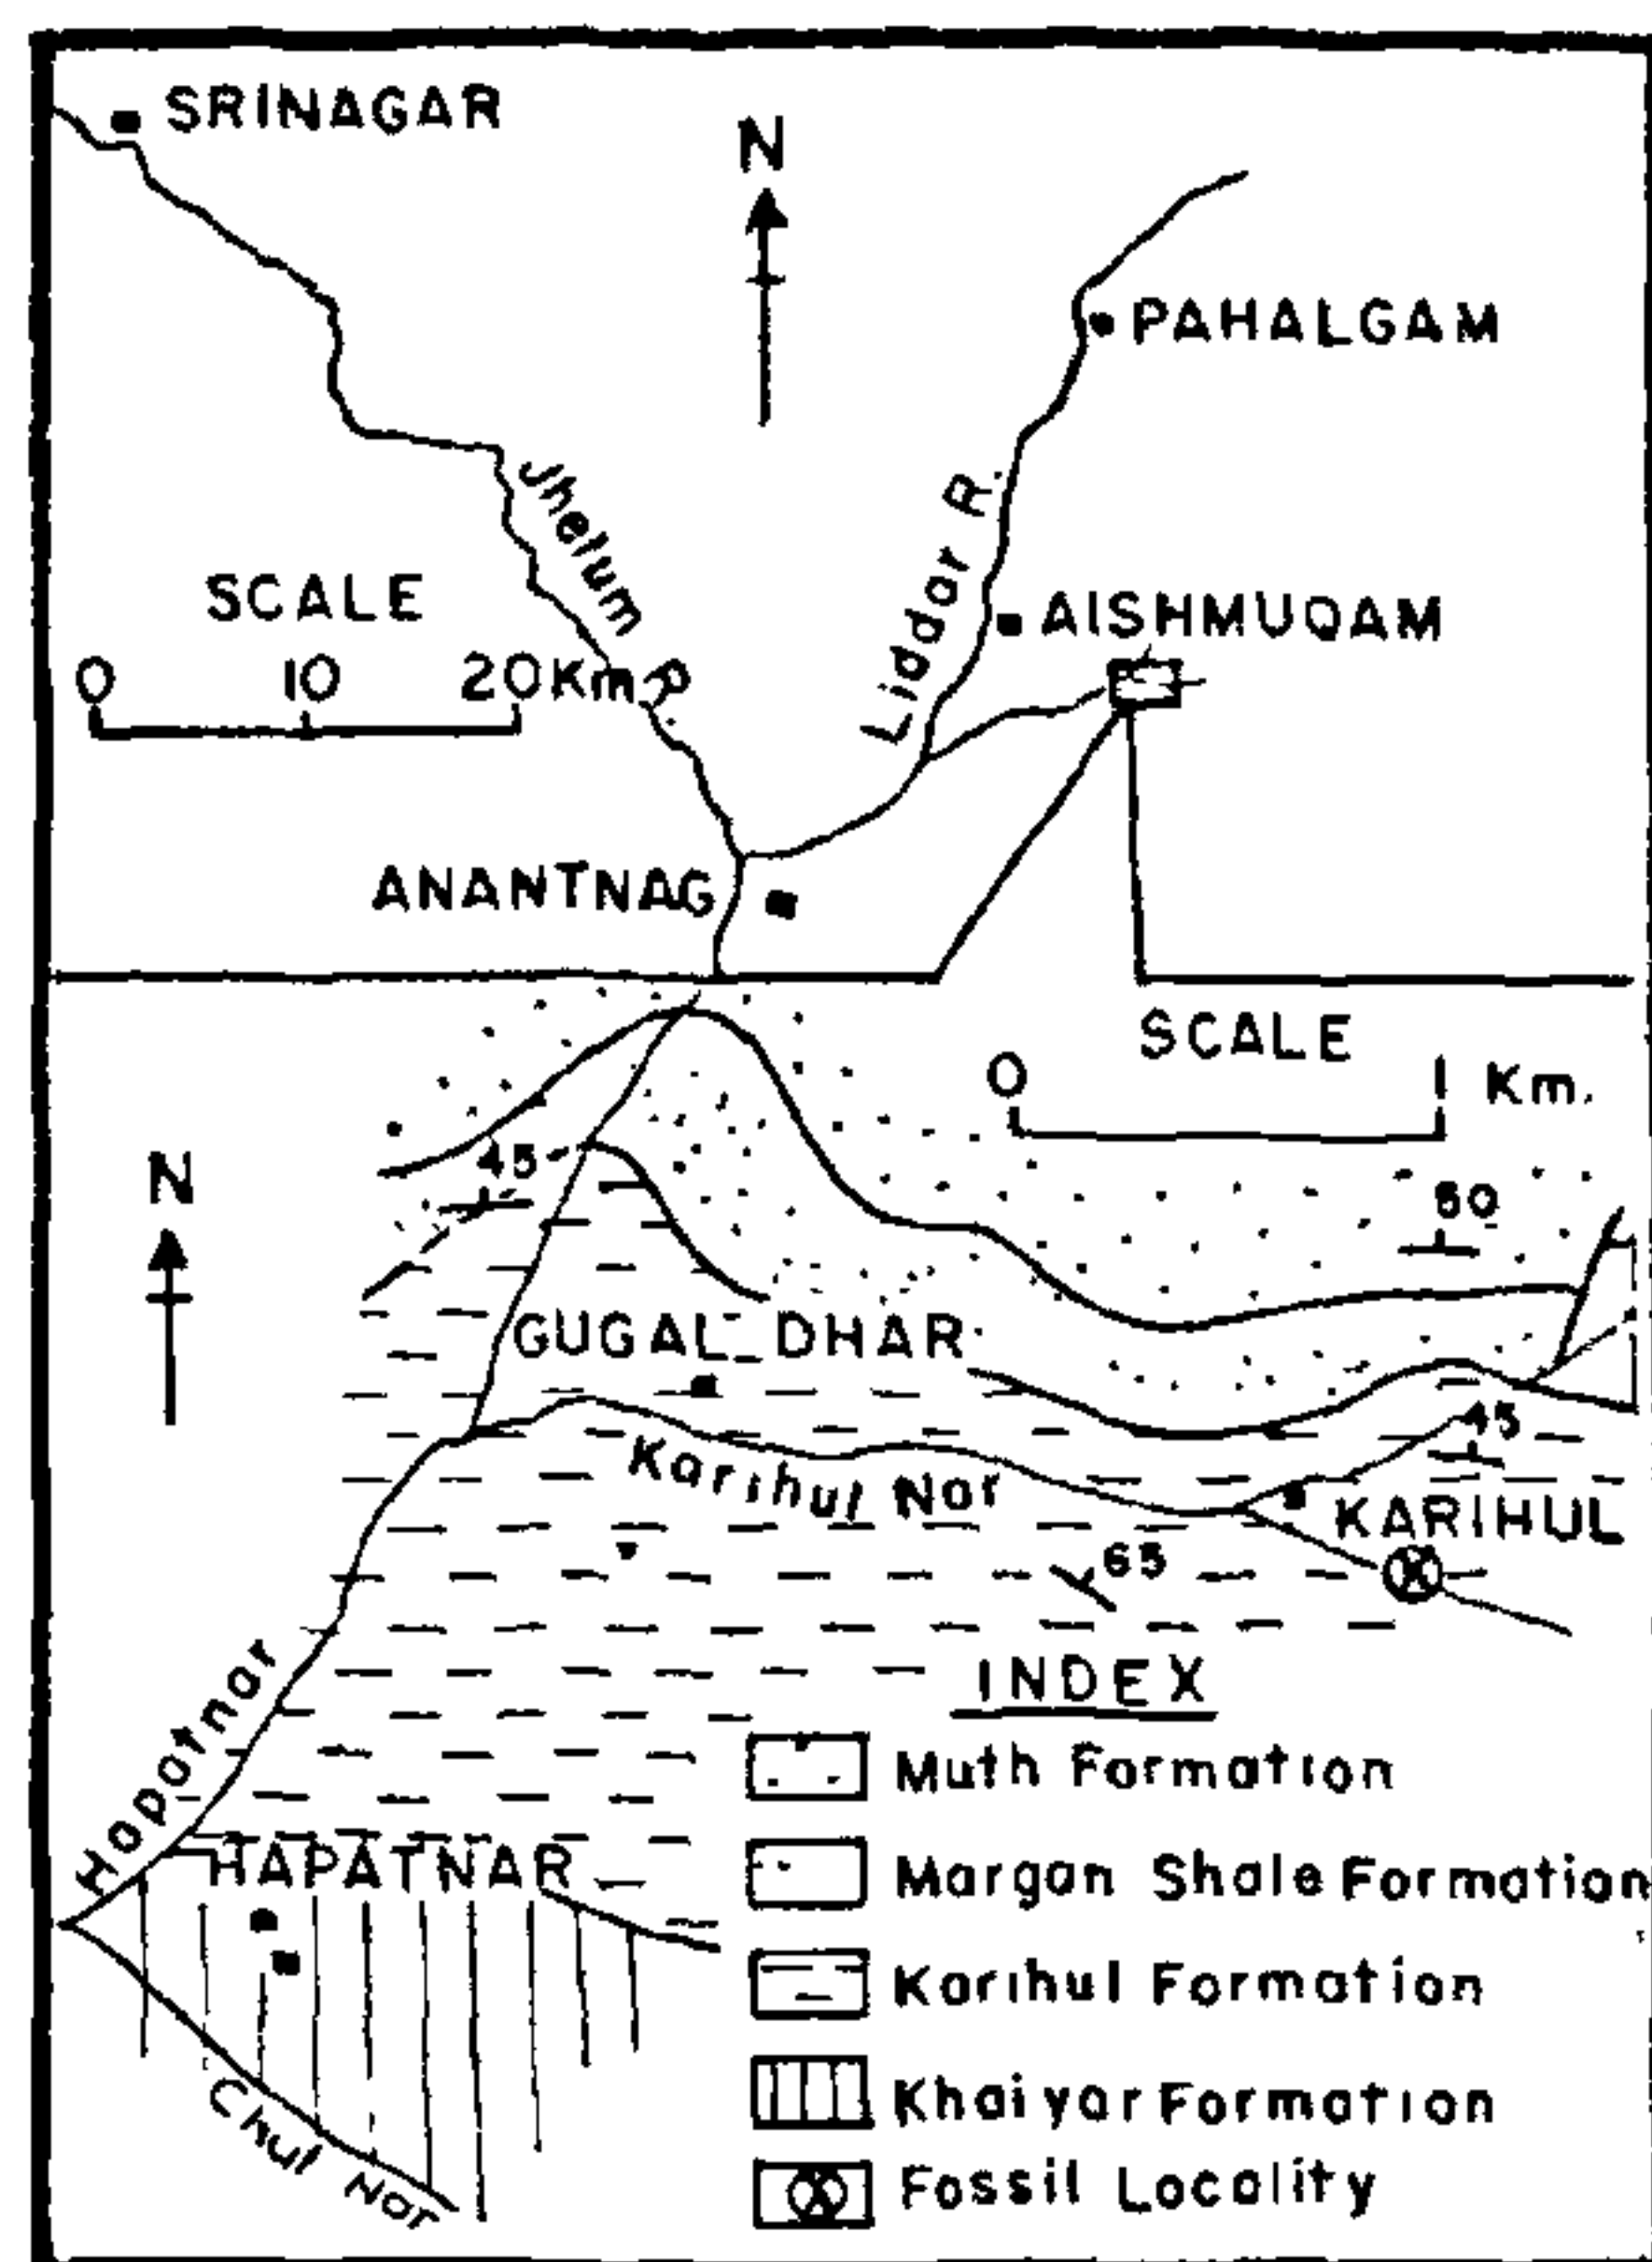 SRINAGAR
N
PAHALGAM
Jhelum R.
Liddar R.
SCALE
0 10 20Km
AISHMUQAM
ANANTNAG
SCALE
0 1 Km.
N
45
50
GUGAL DHAR
45
Karihul Nar
KARIHUL
65
Hapatnar
HAPATNAR
Chul Nar
INDEX
Muth Formation
Margan Shale Formation
Karihul Formation
Khaiyar Formation
Fossil Locality